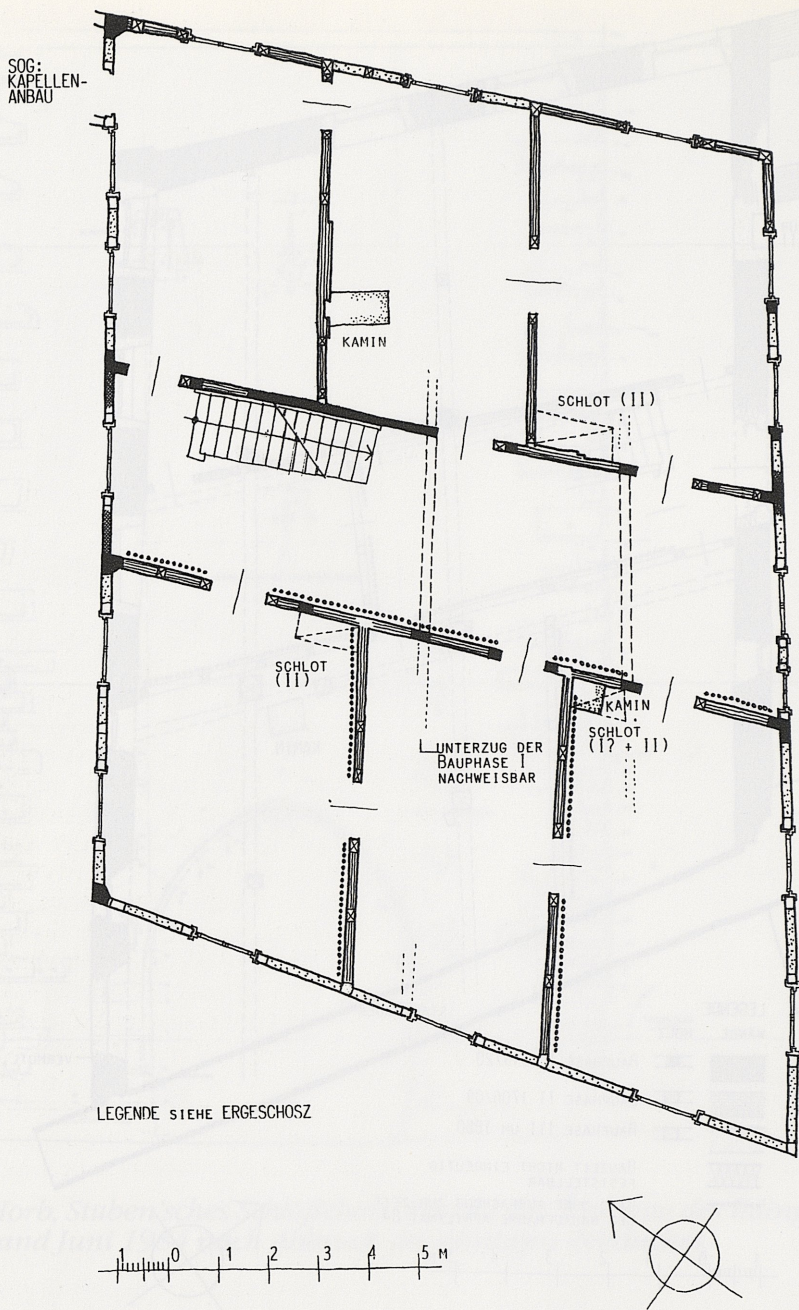 SOG:
KAPELLEN-
ANBAU
KAMIN
SCHLOT (II)
SCHLOT
(II)
KAMIN
SCHLOT
(I? + II)
UNTERZUG DER
BAUPHASE I
NACHWEISBAR
LEGENDE SIEHE ERGESCHOSZ
1 0 1 2 3 4 5 M